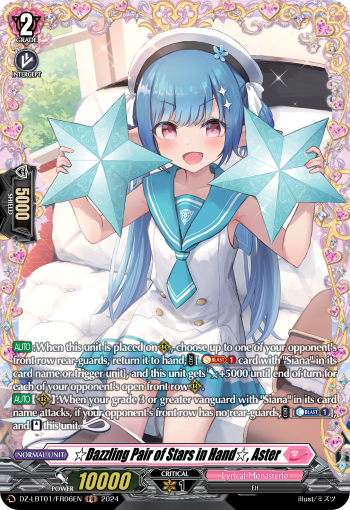 2
GRADE
INTERCEPT
5000
SHIELD
AUTO :When this unit is placed on R, choose up to one of your opponent's
front row rear-guards, return it to hand, COST [SOUL BLAST 1 card with "Siana" in its
card name or trigger unit], and this unit gets +5000 until end of turn for
each of your opponent's open front row R.
AUTO [R]:When your grade 3 or greater vanguard with "Siana" in its card
name attacks, if your opponent's front row has no rear-guards, COST [COUNTER BLAST 1],
and this unit.
NORMAL UNIT
☆Dazzling Pair of Stars in Hand☆, Aster
POWER 10000
CRITICAL
☆1
Lyrical Monasterio
Elf
DZ-LBT01/FR06EN FR 2024
illust/ミズツ